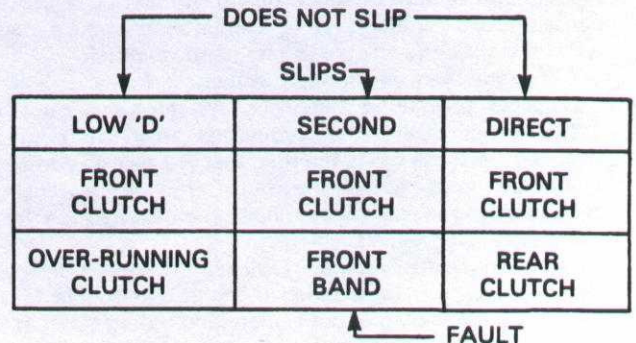 DOES NOT SLIP
SLIPS
LOW 'D'
SECOND
DIRECT
FRONT
CLUTCH
FRONT
CLUTCH
FRONT
CLUTCH
OVER-RUNNING
CLUTCH
FRONT
BAND
REAR
CLUTCH
FAULT